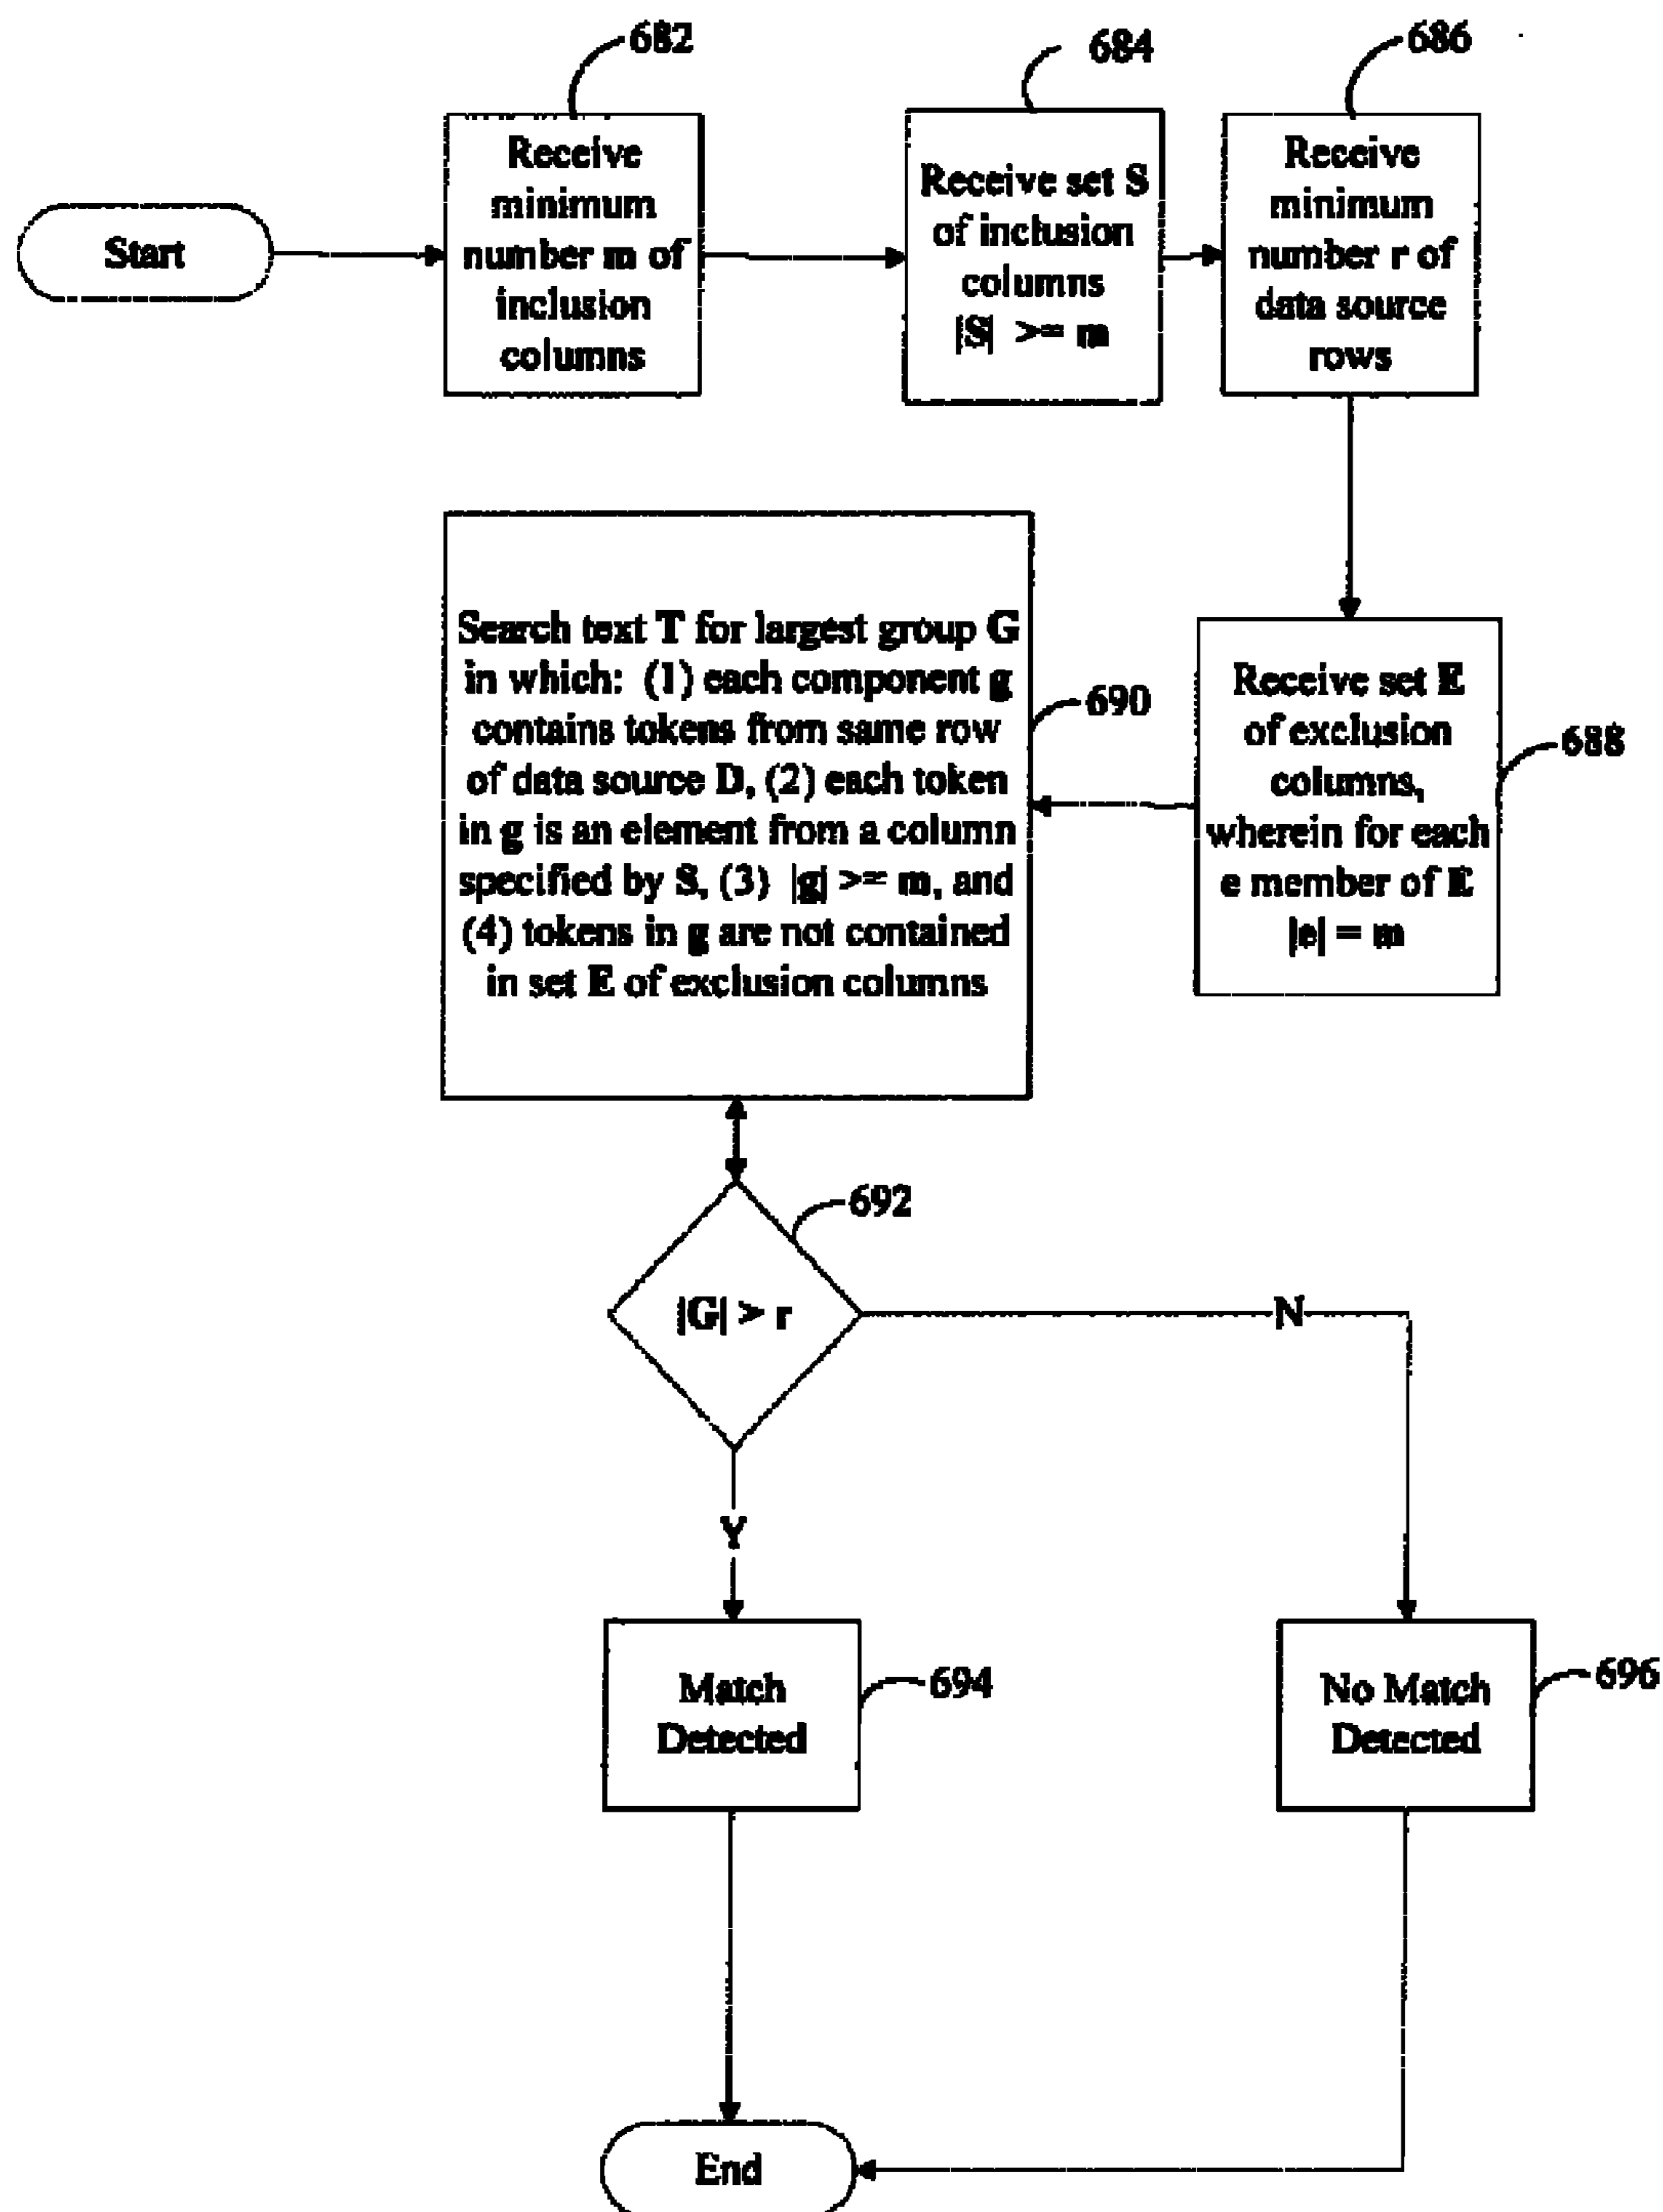 682
684
686
Start
Receive
minimum
number m of
inclusion
columns
Receive set S
of inclusion
columns
|S| >= m
Receive
minimum
number r of
data source
rows
Search text T for largest group G
in which: (1) each component g
contains tokens from same row
of data source D, (2) each token
in g is an element from a column
specified by S, (3) |g| >= m, and
(4) tokens in g are not contained
in set E of exclusion columns
690
Receive set E
of exclusion
columns,
wherein for each
e member of E
|e| = m
688
692
|G| > r
N
Y
Match
Detected
694
No Match
Detected
696
End